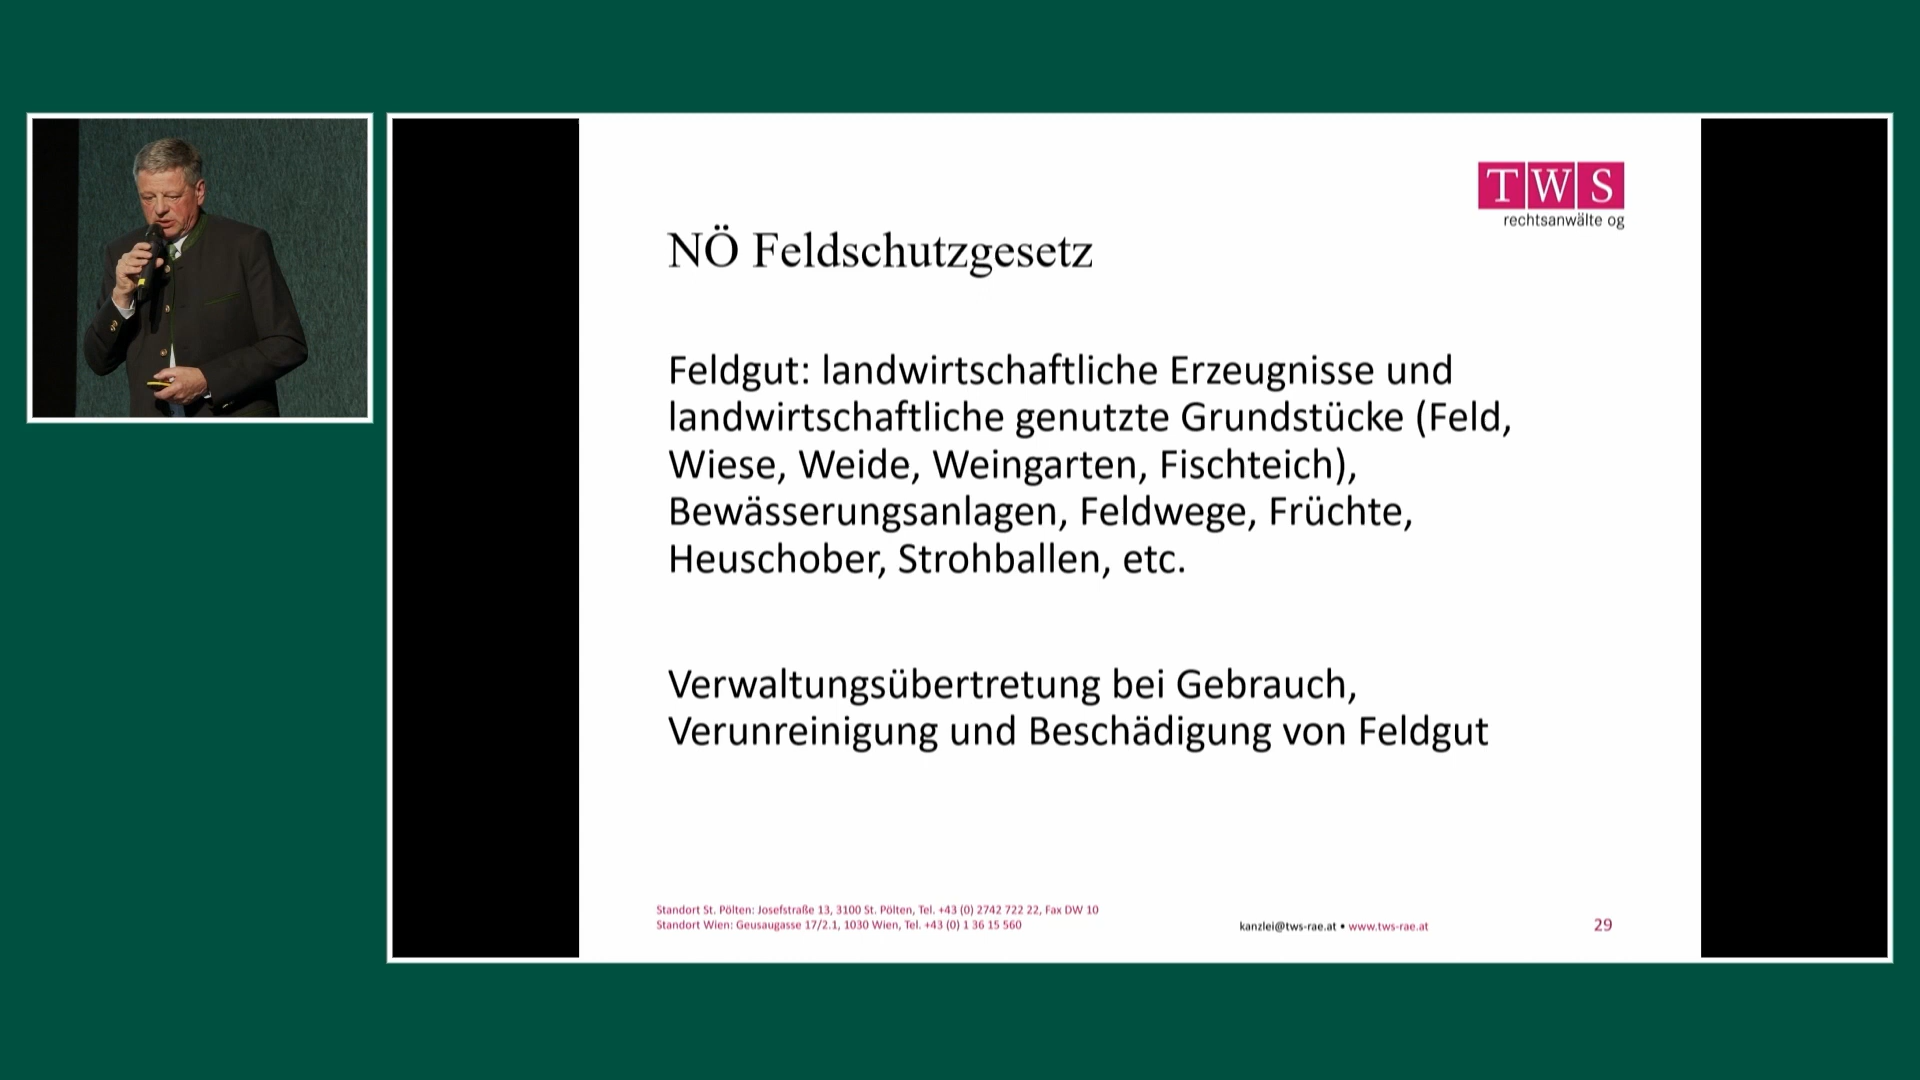 TWS
rechtsanwälte og
NÖ Feldschutzgesetz
Feldgut: landwirtschaftliche Erzeugnisse und
landwirtschaftliche genutzte Grundstücke (Feld,
Wiese, Weide, Weingarten, Fischteich),
Bewässerungsanlagen, Feldwege, Früchte,
Heuschober, Strohballen, etc.
Verwaltungsübertretung bei Gebrauch,
Verunreinigung und Beschädigung von Feldgut
Standort St. Pölten: Josefstraße 13, 3100 St. Pölten, Tel. +43 (0) 2742 722 22, Fax DW 10
Standort Wien: Geusaugasse 17/2.1, 1030 Wien, Tel. +43 (0) 1 36 15 560
kanzlei@tws-rae.at • www.tws-rae.at
29